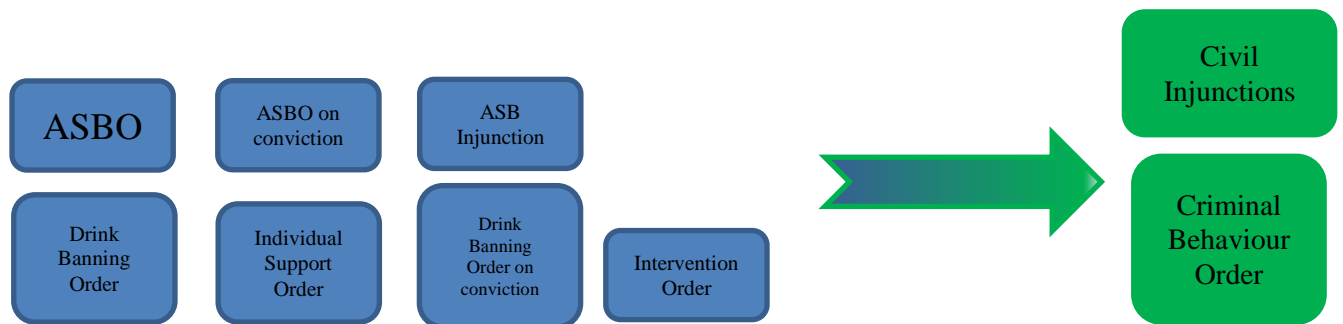 ASBO
ASBO on
conviction
ASB
Injunction
Civil
Injunctions
Drink
Banning
Order
Individual
Support
Order
Drink
Banning
Order on
conviction
Intervention
Order
Criminal
Behaviour
Order